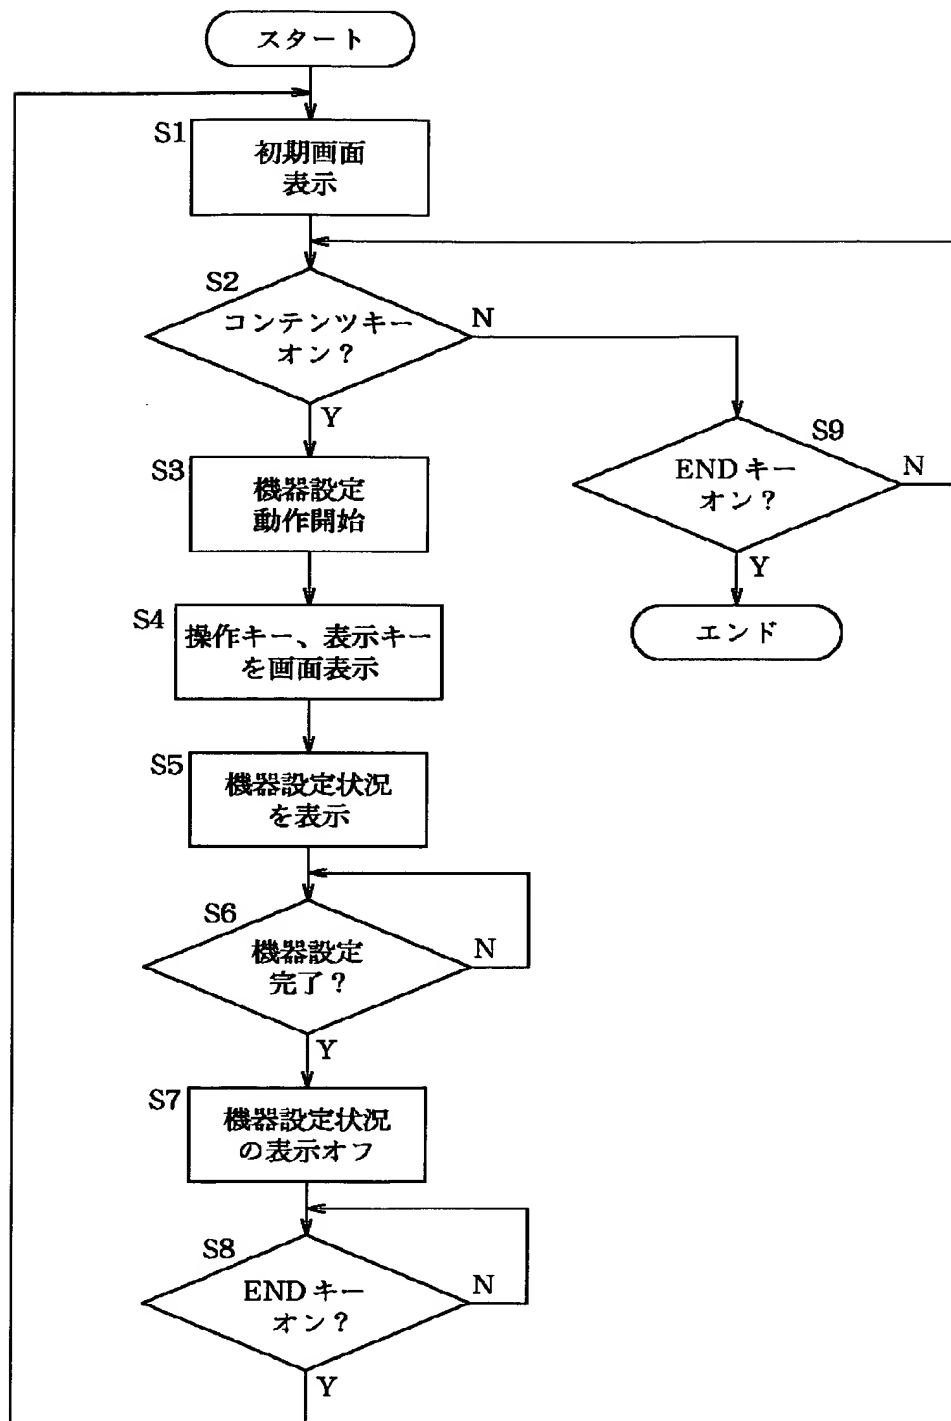 スタート
S1
初期画面
表示
S2
コンテンツキー
オン?
N
Y
S3
機器設定
動作開始
S9
ENDキー
オン?
N
Y
エンド
S4
操作キー、表示キー
を画面表示
S5
機器設定状況
を表示
S6
機器設定
完了?
N
Y
S7
機器設定状況
の表示オフ
S8
ENDキー
オン?
N
Y